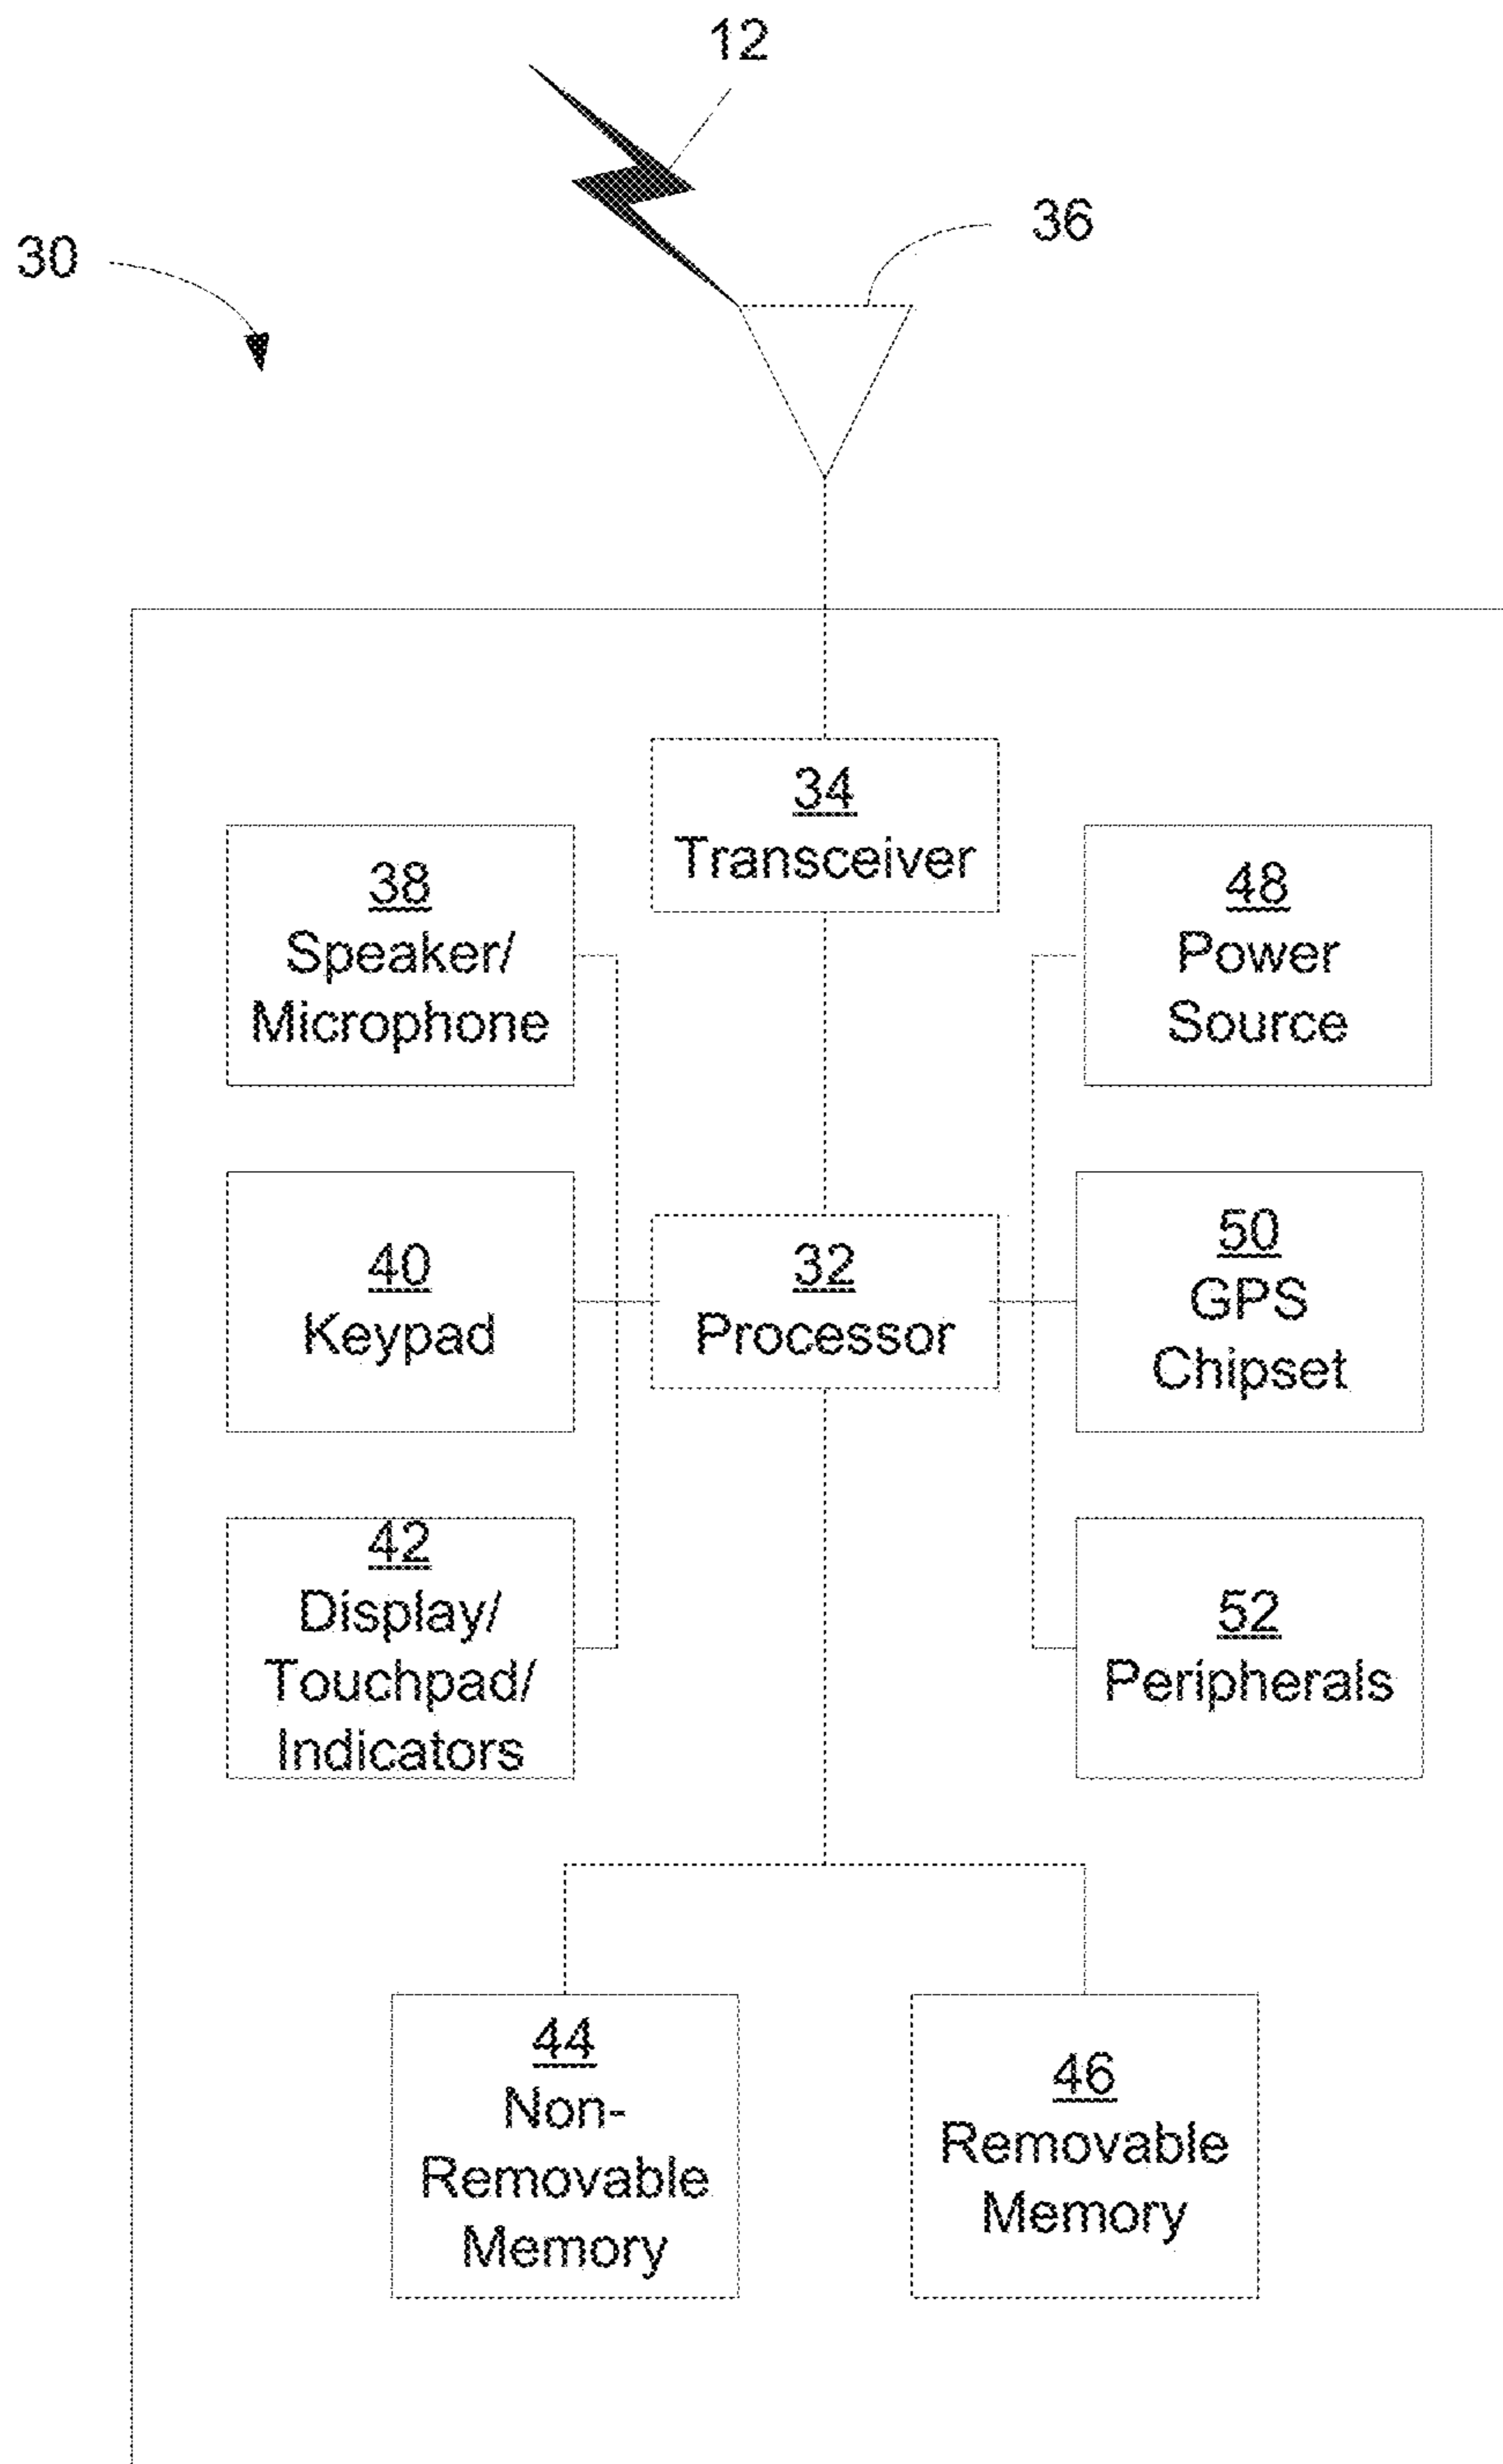 12
36
30
34
Transceiver
38
Speaker/
Microphone
48
Power
Source
40
Keypad
32
Processor
50
GPS
Chipset
42
Display/
Touchpad/
Indicators
52
Peripherals
44
Non-
Removable
Memory
46
Removable
Memory